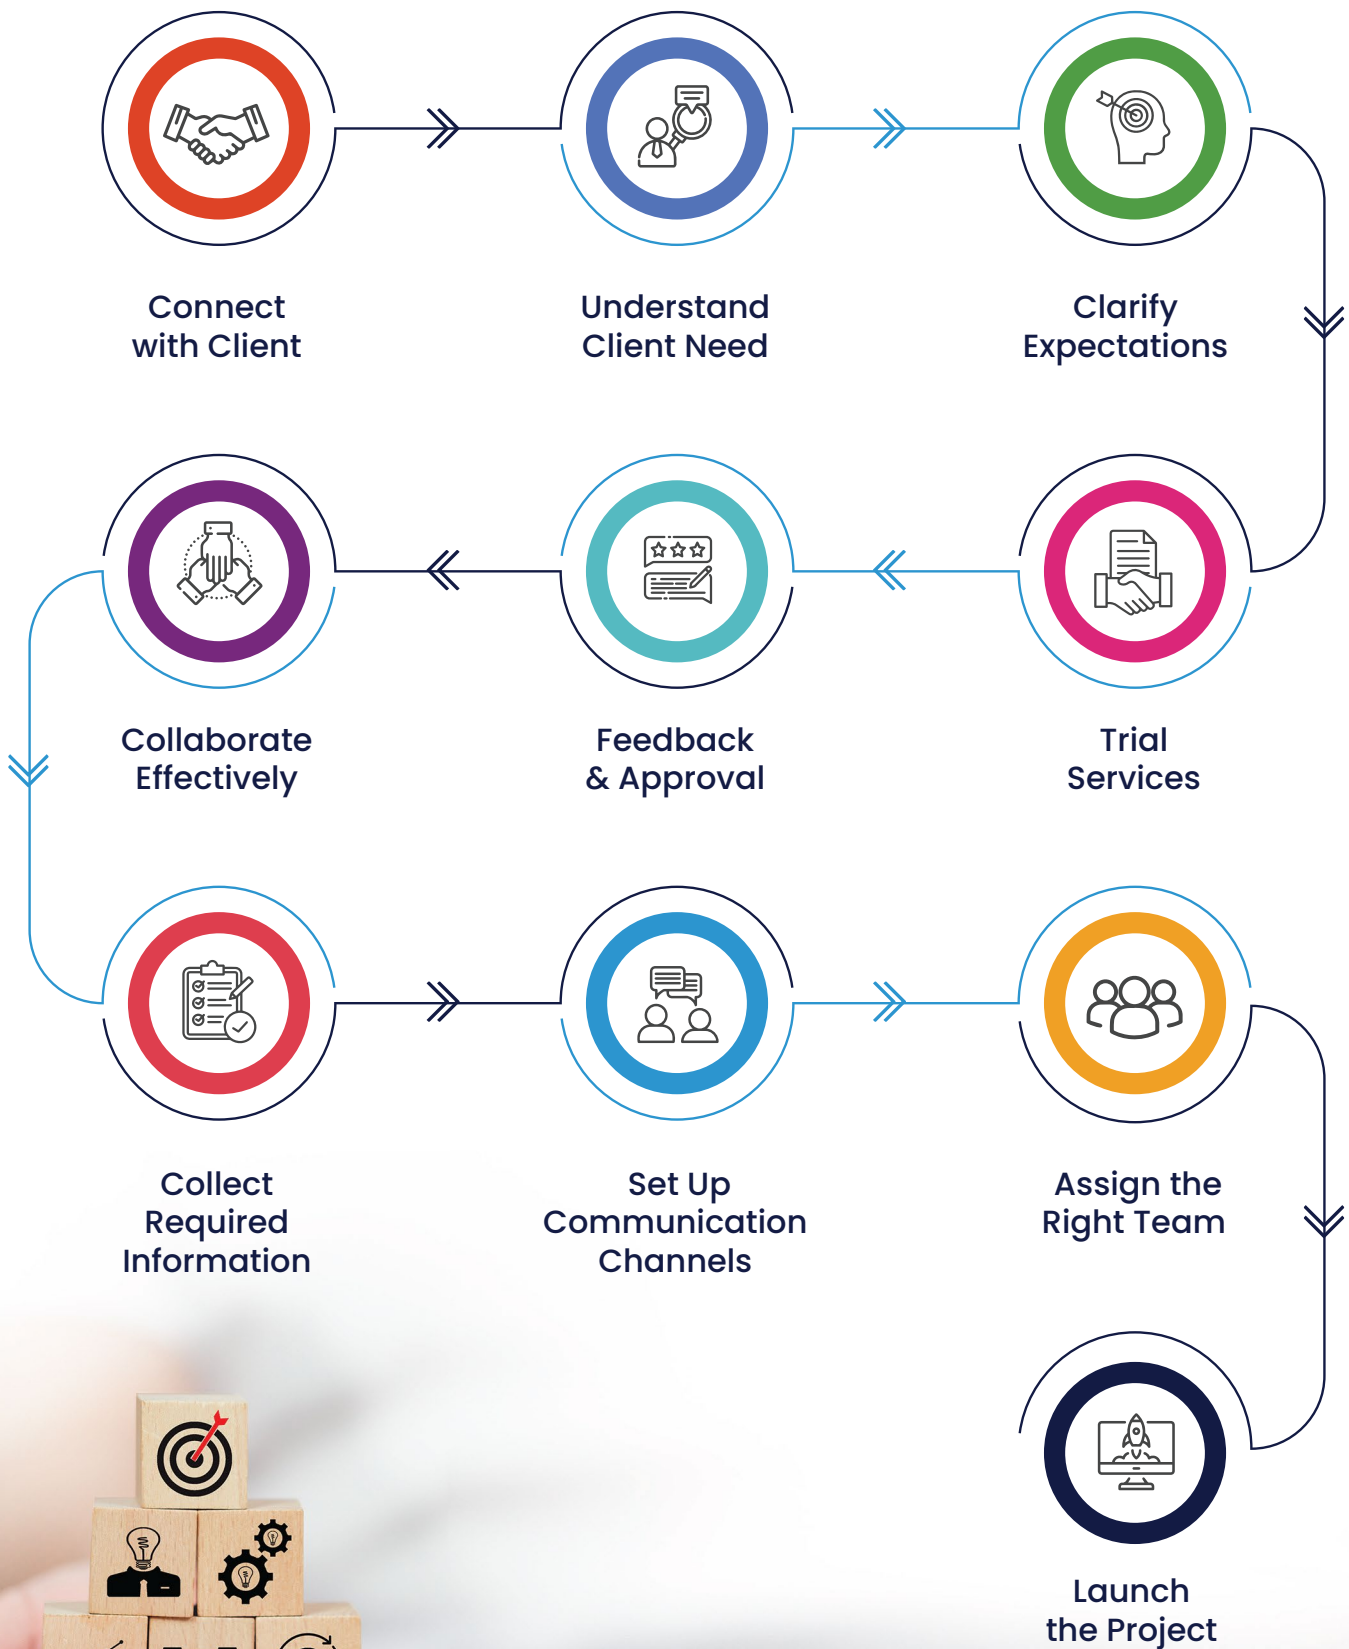 Connect
with Client
Understand
Client Need
Clarify
Expectations
Collaborate
Effectively
Feedback
& Approval
Trial
Services
Collect
Required
Information
Set Up
Communication
Channels
Assign the
Right Team
Launch
the Project